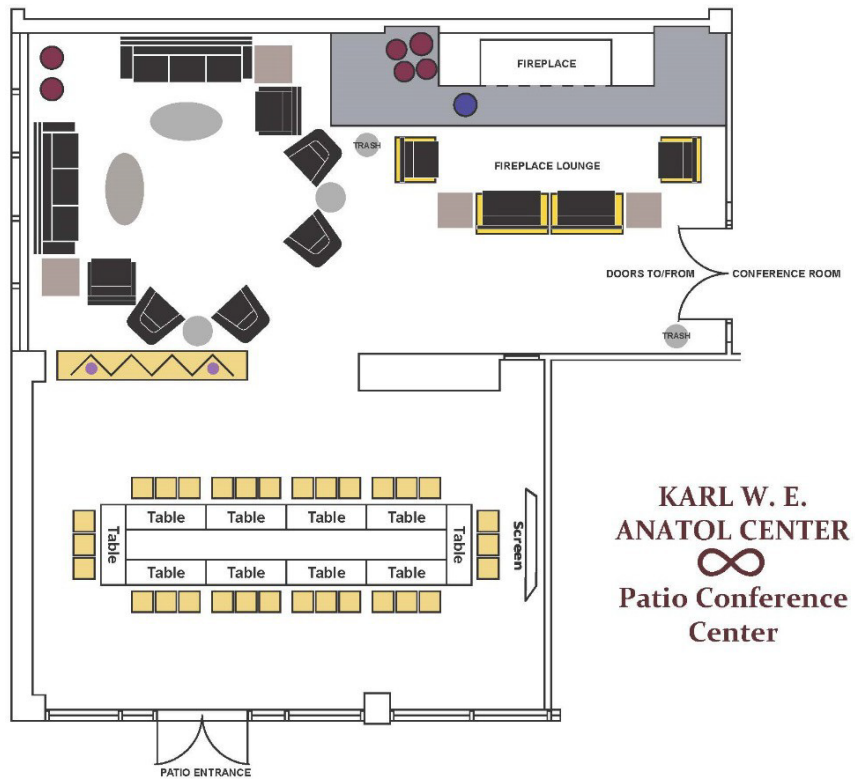 FIREPLACE
TRASH
FIREPLACE LOUNGE
DOORS TO/FROM
CONFERENCE ROOM
TRASH
Table
Table
Table
Table
Table
Table
Screen
Table
Table
Table
Table
KARL W. E.
ANATOL CENTER
Patio Conference
Center
PATIO ENTRANCE